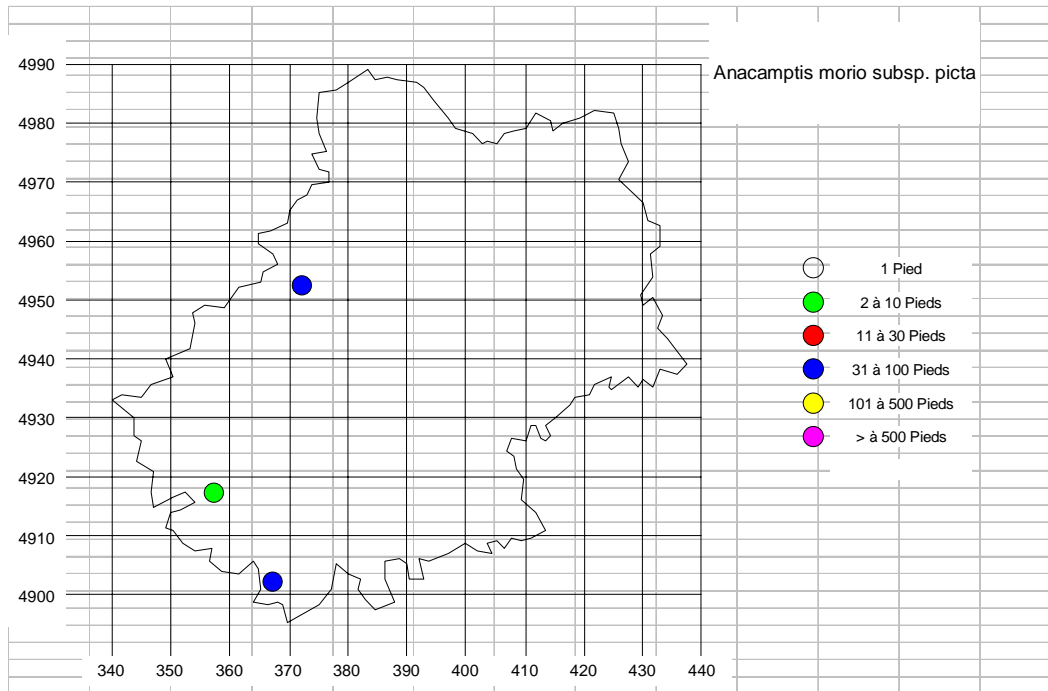 Anacamptis morio subsp. picta
4990
4980
4970
4960
4950
4940
4930
4920
4910
4900
340 350 360 370 380 390 400 410 420 430 440
1 Pied
2 à 10 Pieds
11 à 30 Pieds
31 à 100 Pieds
101 à 500 Pieds
> à 500 Pieds